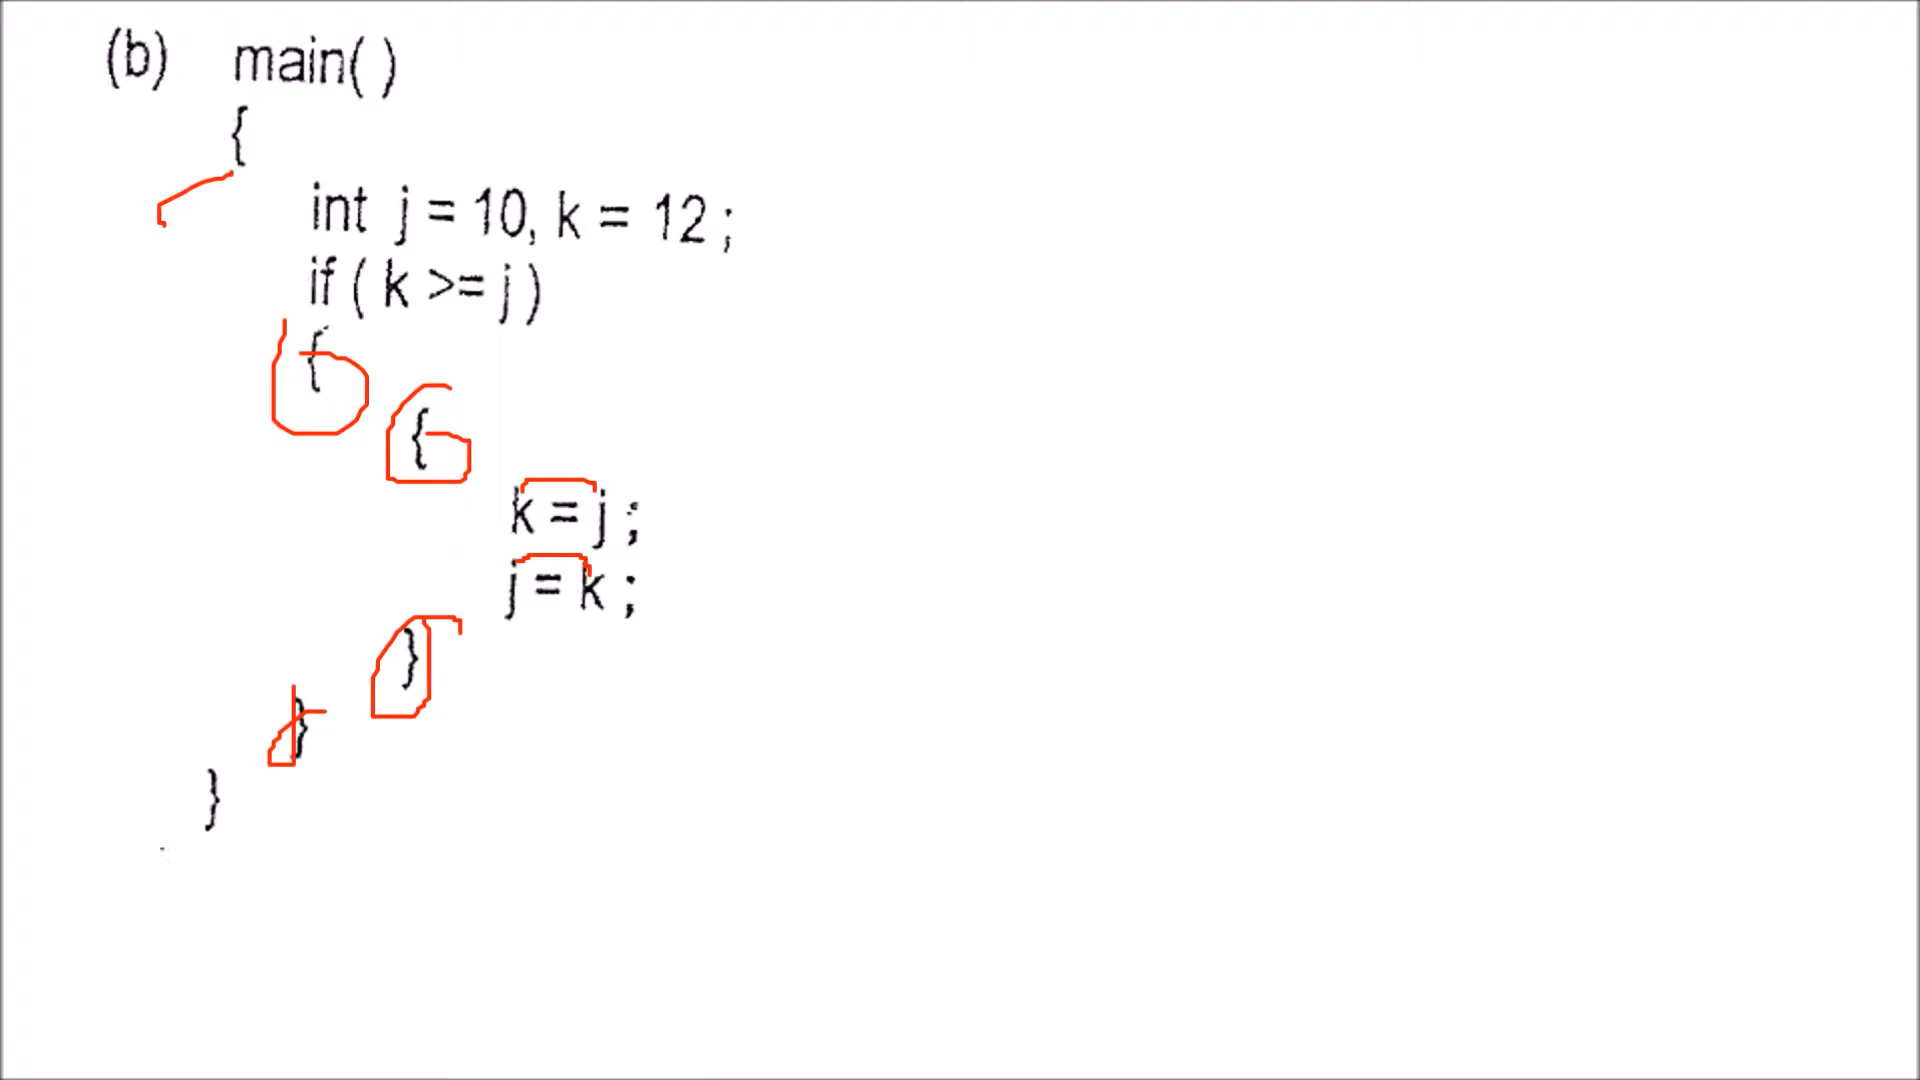 (b) main( )
{
int j = 10, k = 12 ;
if ( k >= j )
{
{
k = j ;
j = k ;
}
}
}